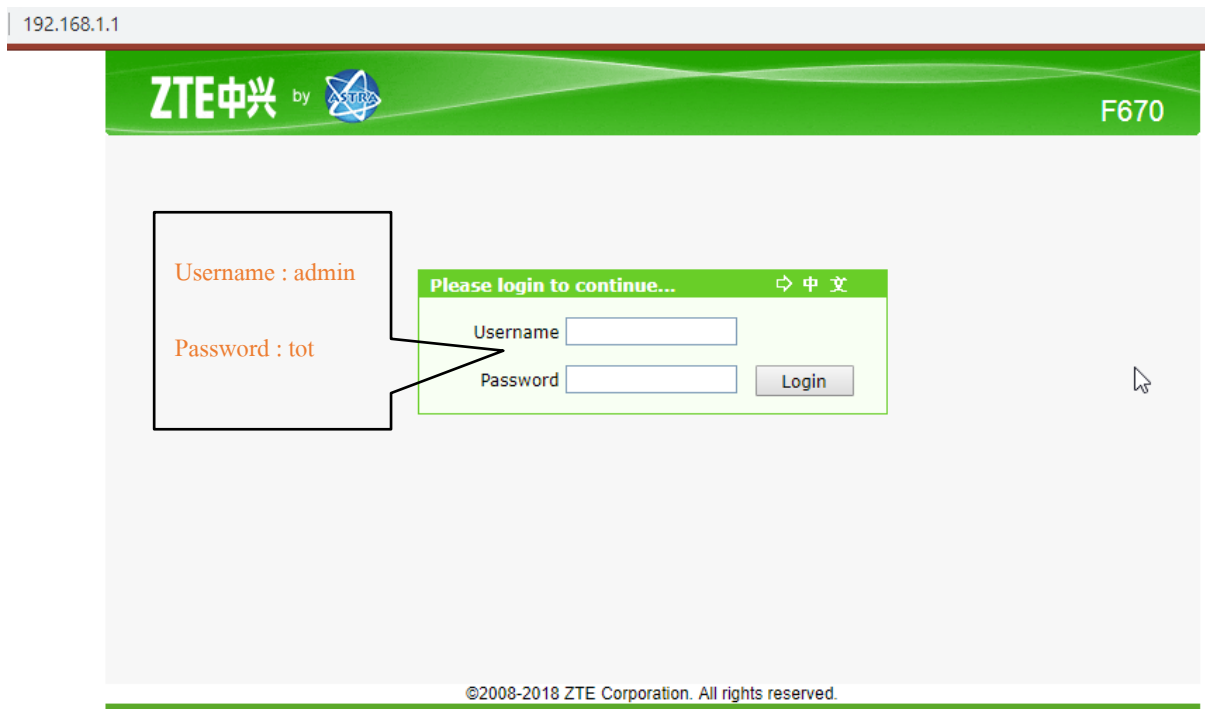 192.168.1.1
ZTE中兴 by ASTRA
F670
Username : admin
Password : tot
Please login to continue... 中 文
Username
Password
Login
©2008-2018 ZTE Corporation. All rights reserved.